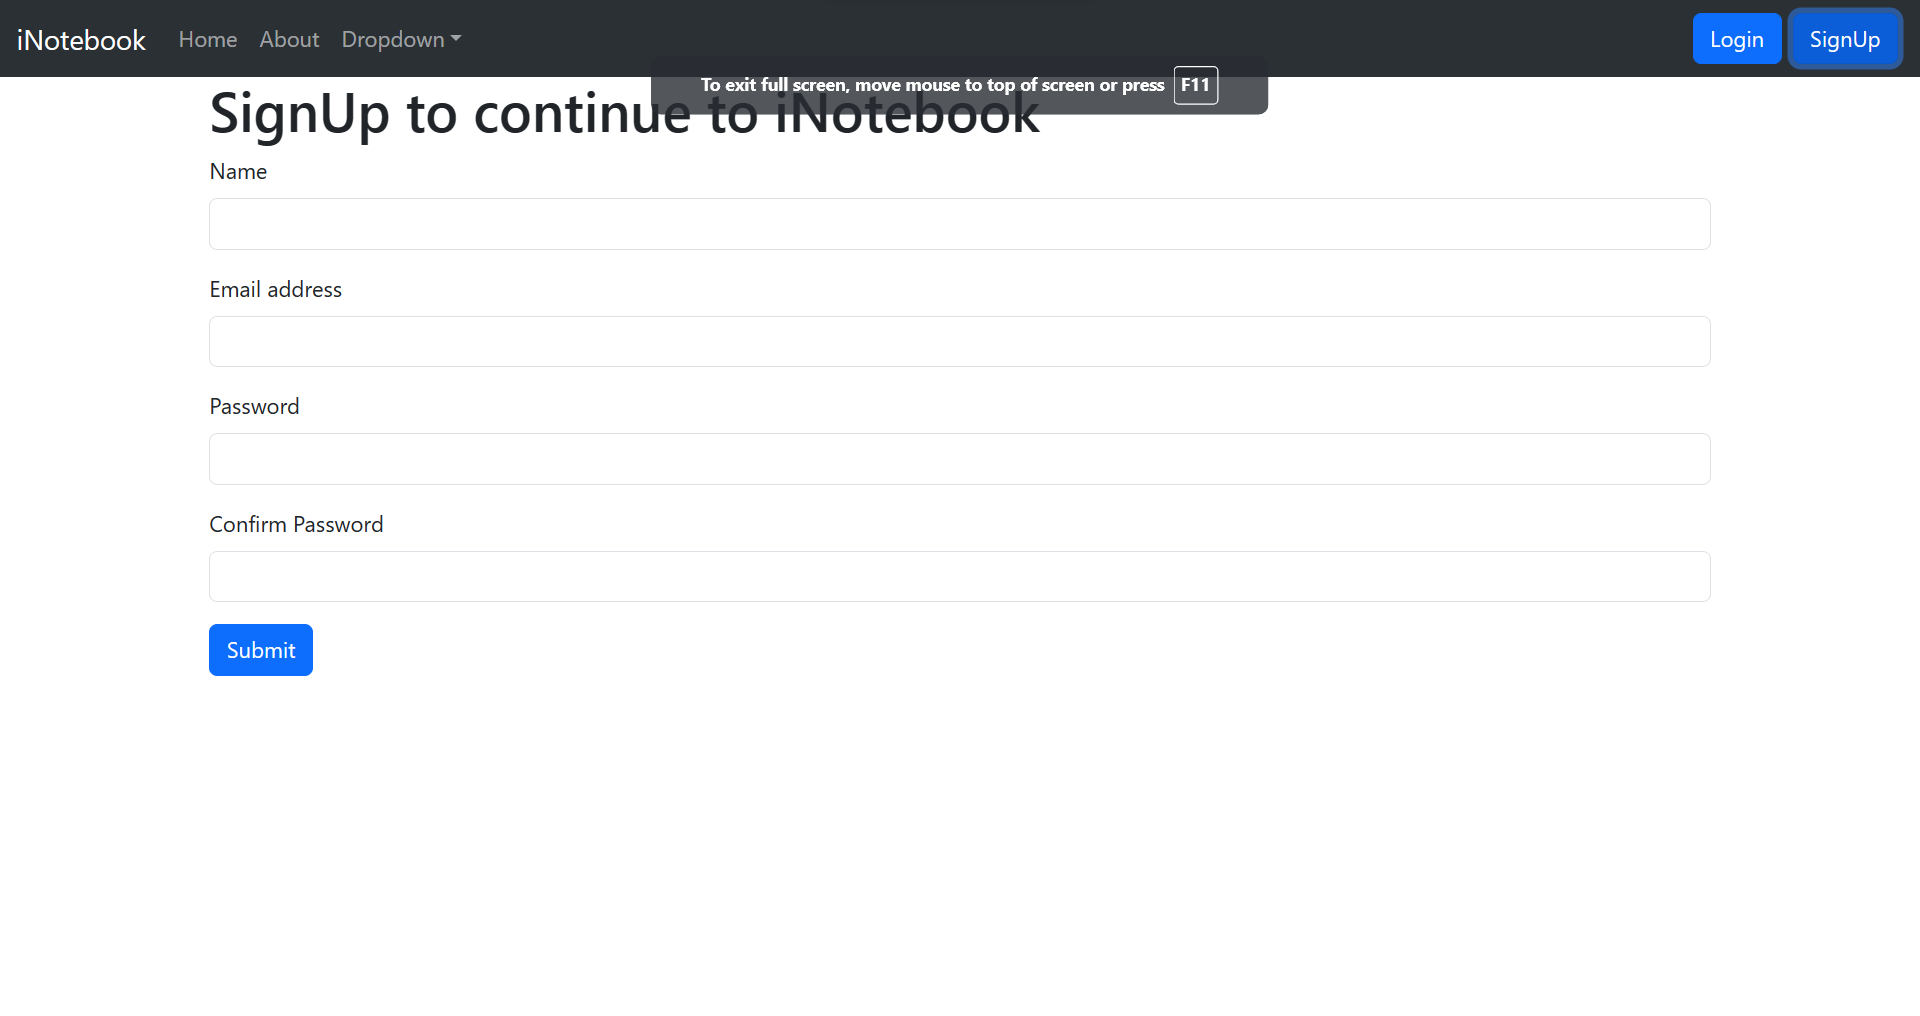 iNotebook Home About Dropdown Login SignUp
To exit full screen, move mouse to top of screen or press F11
SignUp to continue to iNotebook
Name
Email address
Password
Confirm Password
Submit